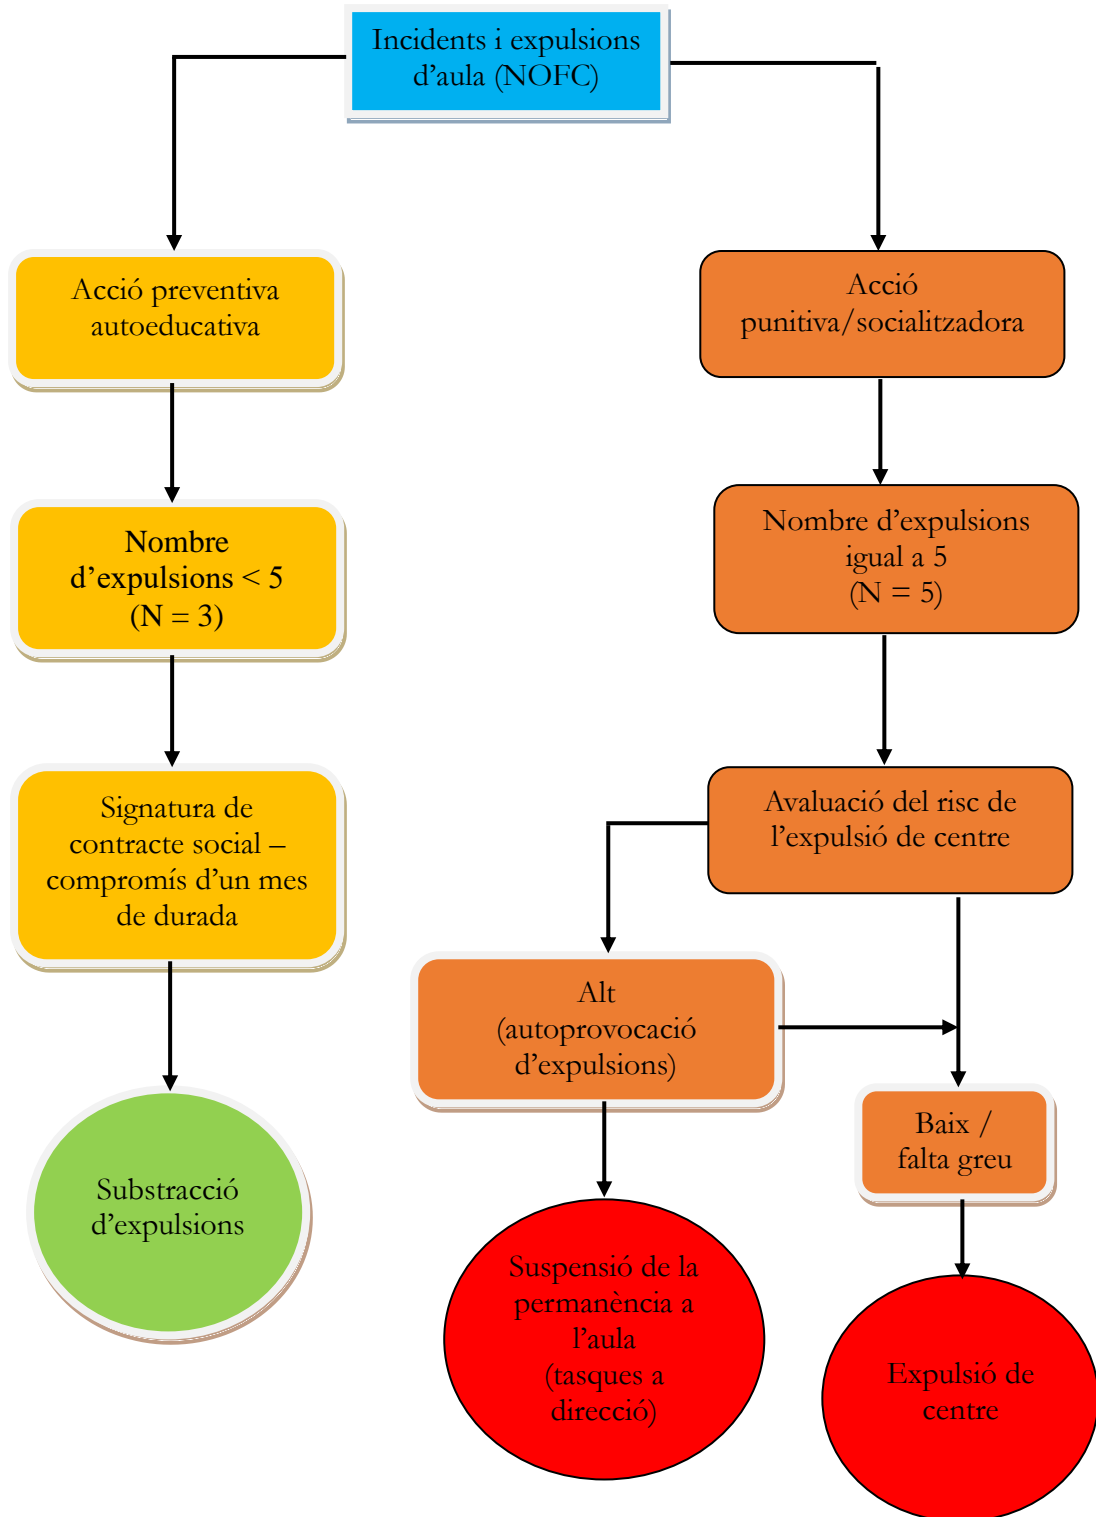 Incidents i expulsions
d’aula (NOFC)
Acció preventiva
autoeducativa
Acció
punitiva/socialitzadora
Nombre
d’expulsions < 5
(N = 3)
Nombre d’expulsions
igual a 5
(N = 5)
Signatura de
contracte social –
compromís d’un mes
de durada
Avaluació del risc de
l’expulsió de centre
Alt
(autoprovocació
d’expulsions)
Baix /
falta greu
Substracció
d’expulsions
Suspensió de la
permanència a
l’aula
(tasques a
direcció)
Expulsió de
centre